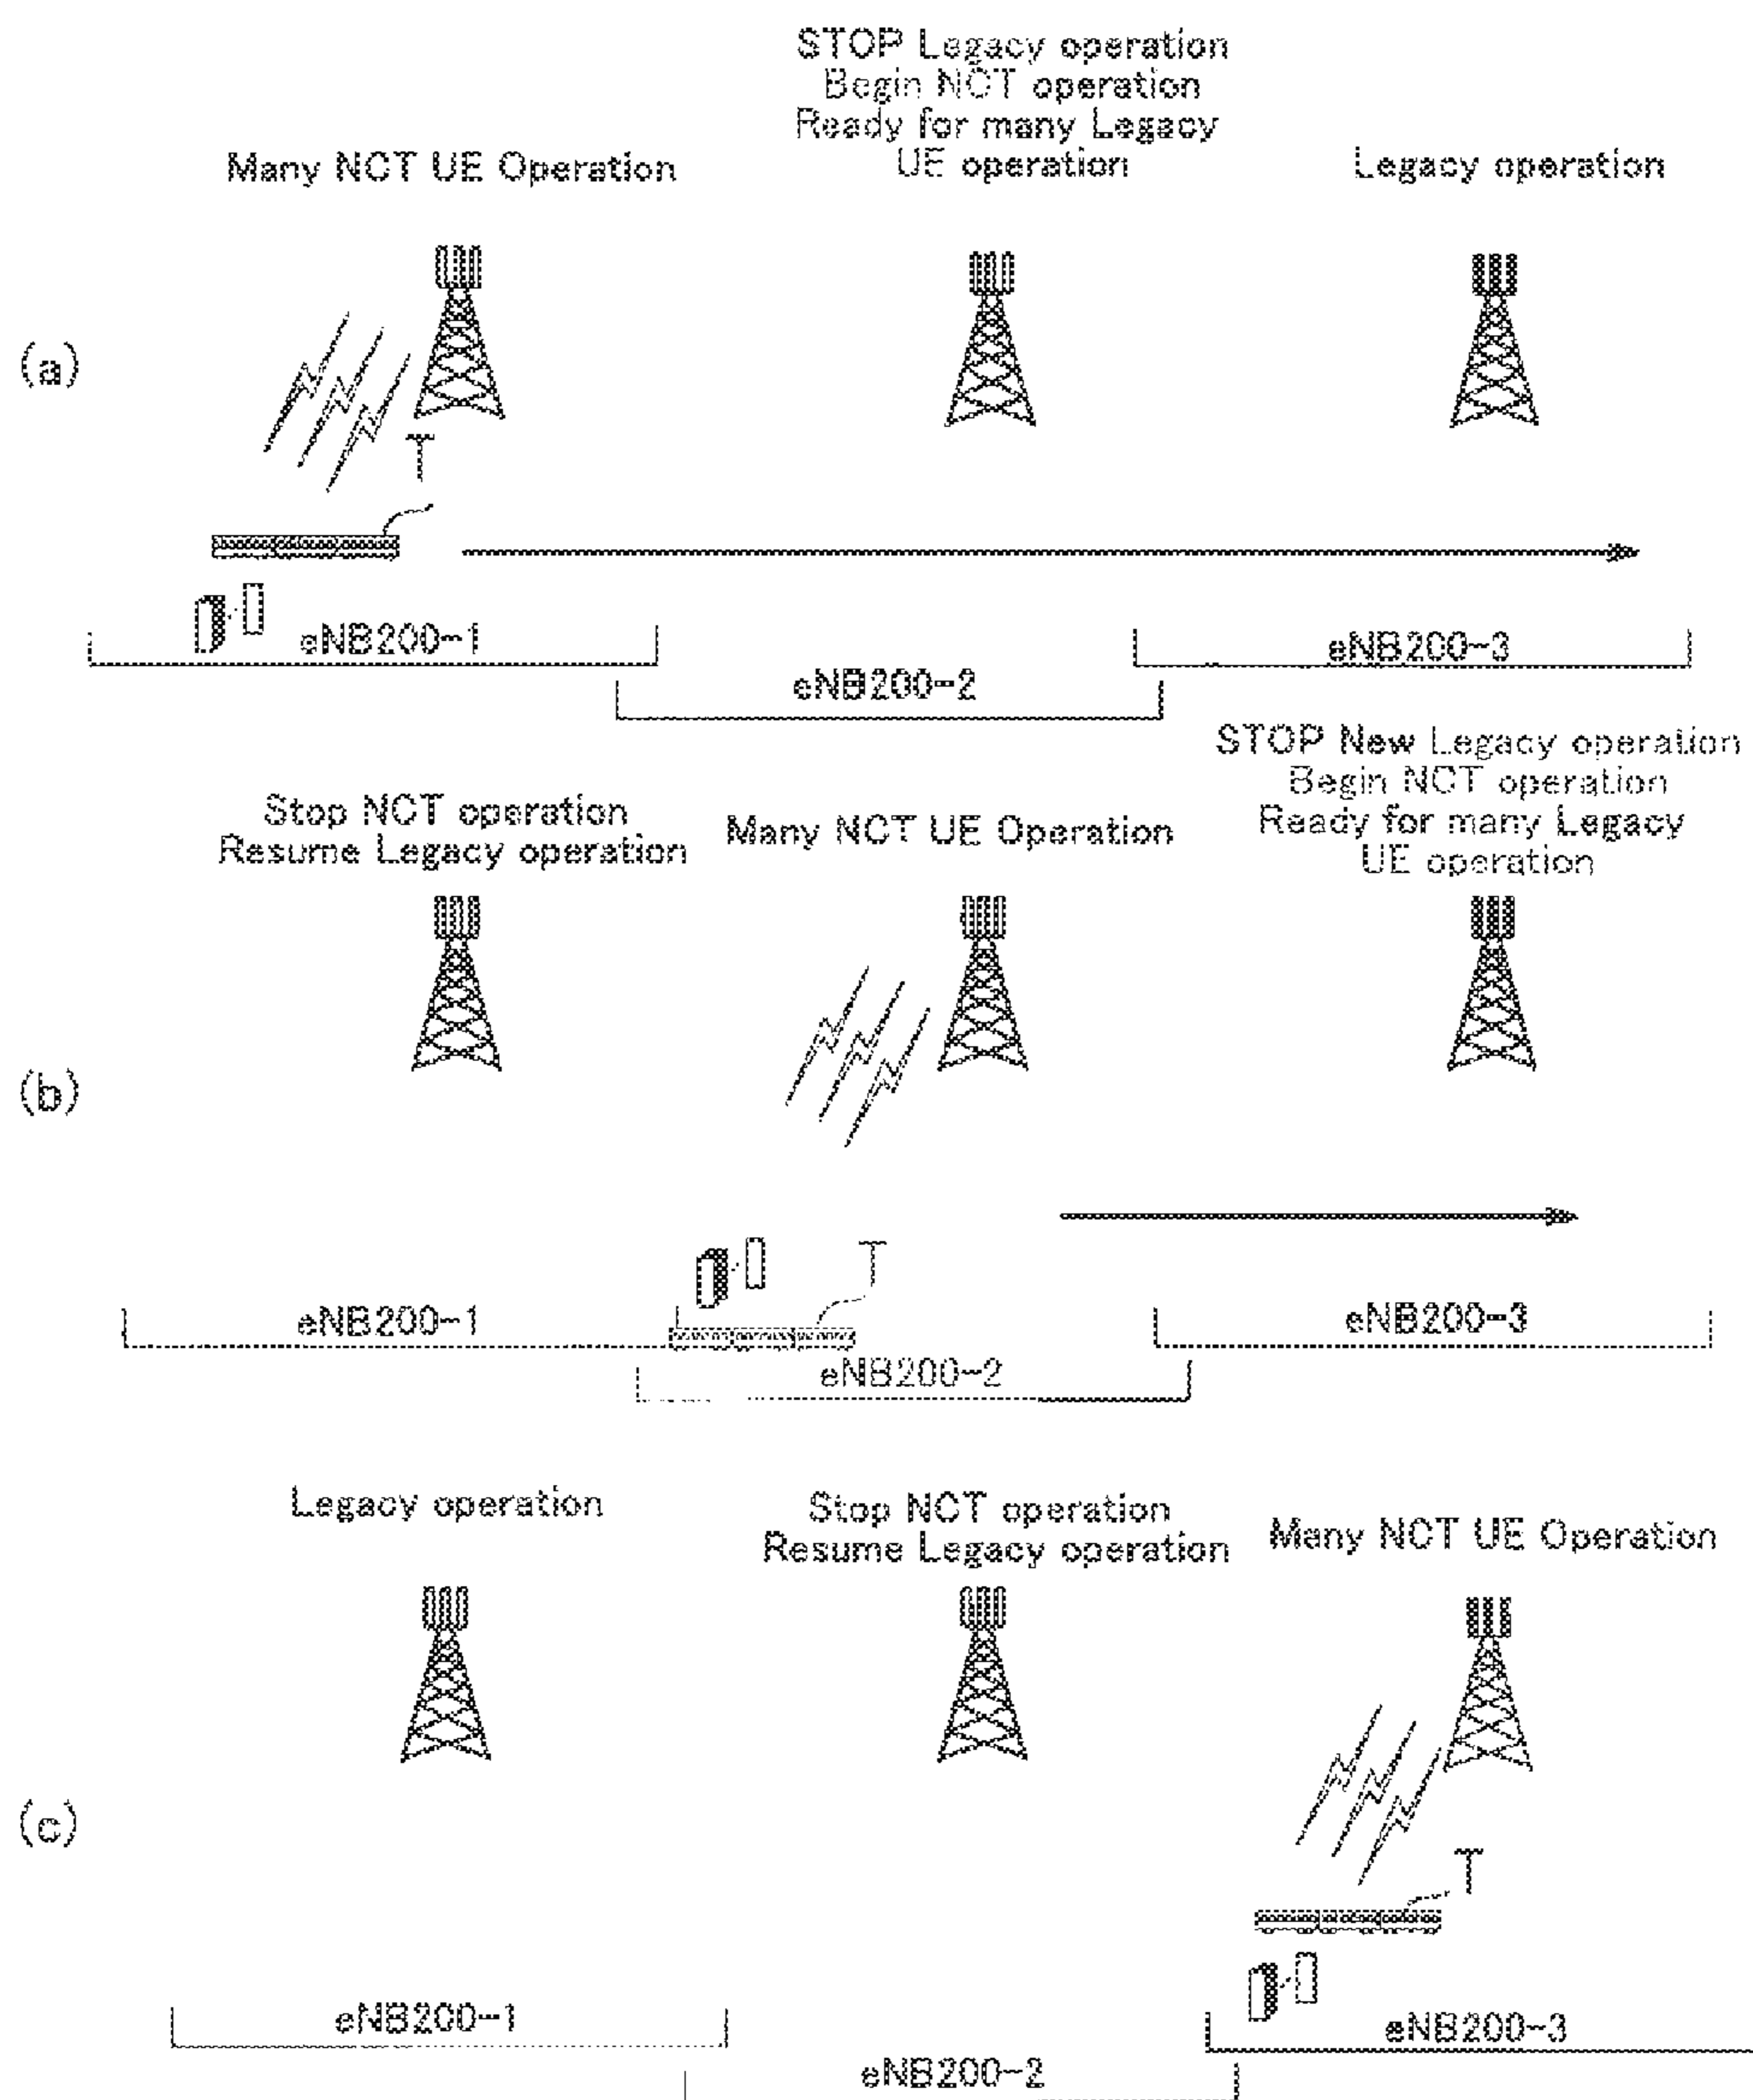 STOP Legacy operation
Begin NCT operation
Ready for many Legacy
UE operation
Many NCT UE Operation
Legacy operation
(a)
T
eNB200-1
eNB200-3
eNB200-2
STOP New Legacy operation
Begin NCT operation
Ready for many Legacy
UE operation
Stop NCT operation
Resume Legacy operation
Many NCT UE Operation
(b)
T
eNB200-1
eNB200-3
eNB200-2
Legacy operation
Stop NCT operation
Resume Legacy operation
Many NCT UE Operation
(c)
T
eNB200-1
eNB200-3
eNB200-2